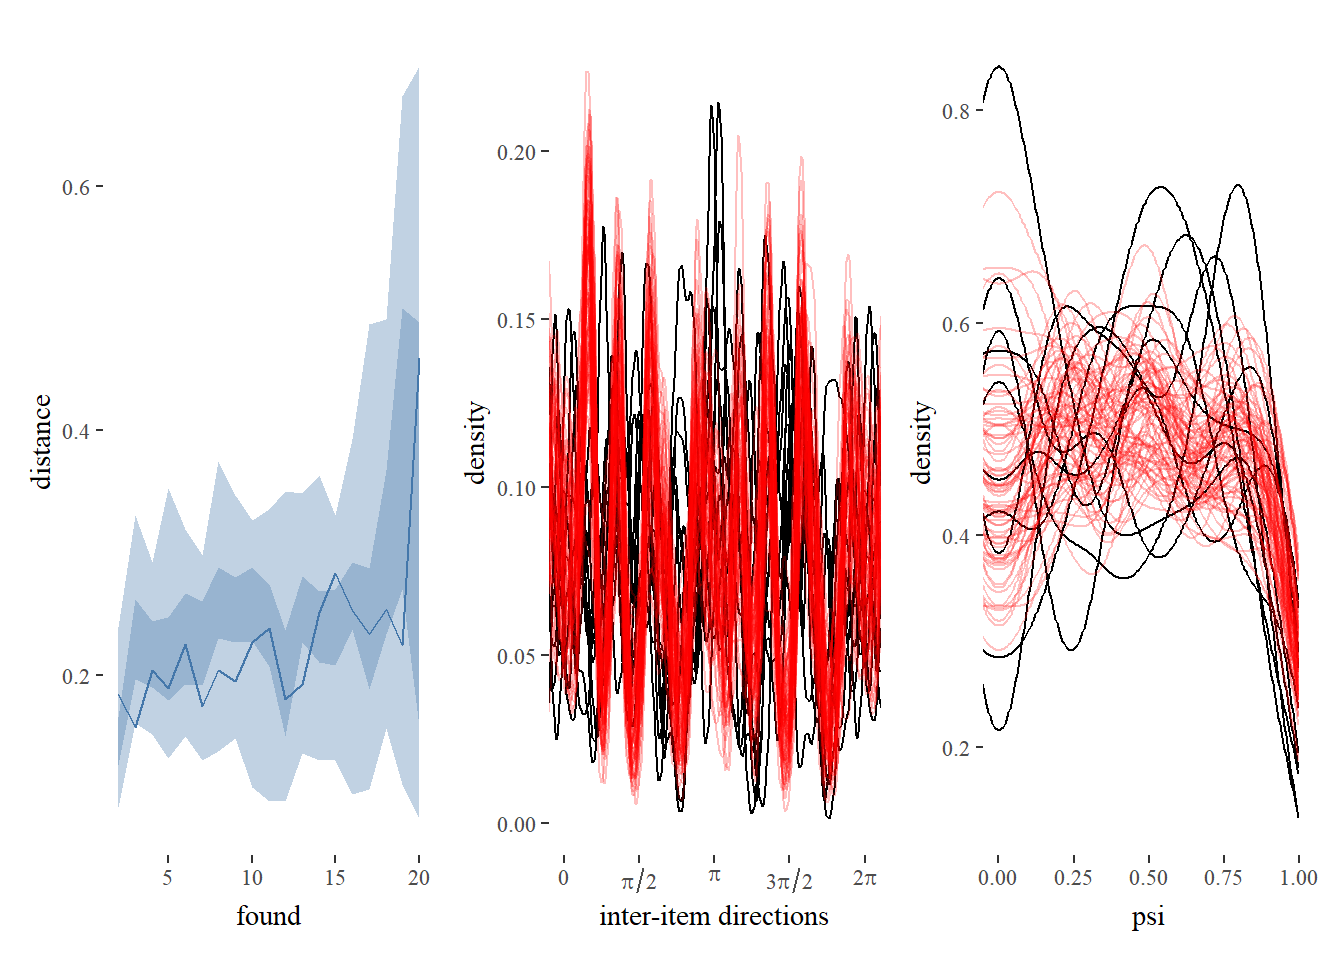 distance
0.6
0.4
0.2
5 10 15 20
found
density
0.20
0.15
0.10
0.05
0.00
0 π/2 π 3π/2 2π
inter-item directions
density
0.8
0.6
0.4
0.2
0.00 0.25 0.50 0.75 1.00
psi